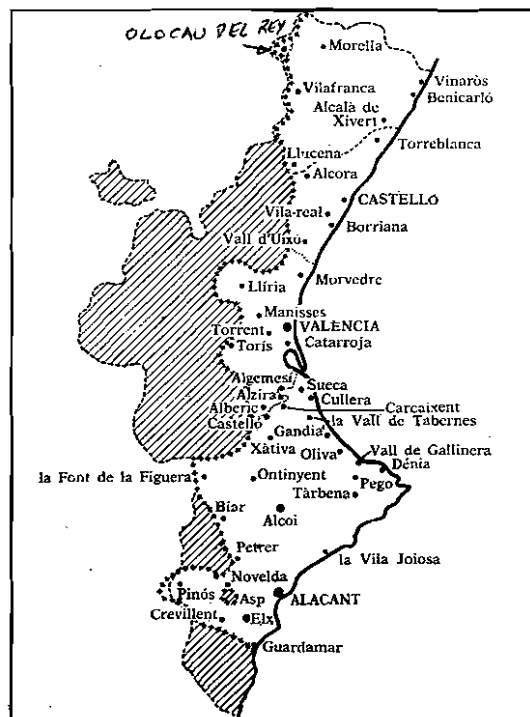 OLOCAU DEL REY
Morella
Vilafranca
Vinaròs
Benicarló
Alcalà de
Xivert
Torreblanca
Llucena
Alcora
CASTELLÓ
Vila-real
Borriana
Vall d'Uixó
Morvedre
Llíria
Manisses
VALENCIA
Torrent
Catarroja
Torís
Algemesí
Sueca
Alzira
Cullera
Alberic
Carcaixent
Castelló
la Vall de Tabernes
Gandia
Xàtiva
Oliva
Vall de Gallinera
Dénia
la Font de la Figuera
Ontinyent
Pego
Tàrbena
Biar
Alcoi
Petrer
la Vila Joiosa
Novelda
Pinós
Asp
ALACANT
Crevillent
Elx
Guardamar